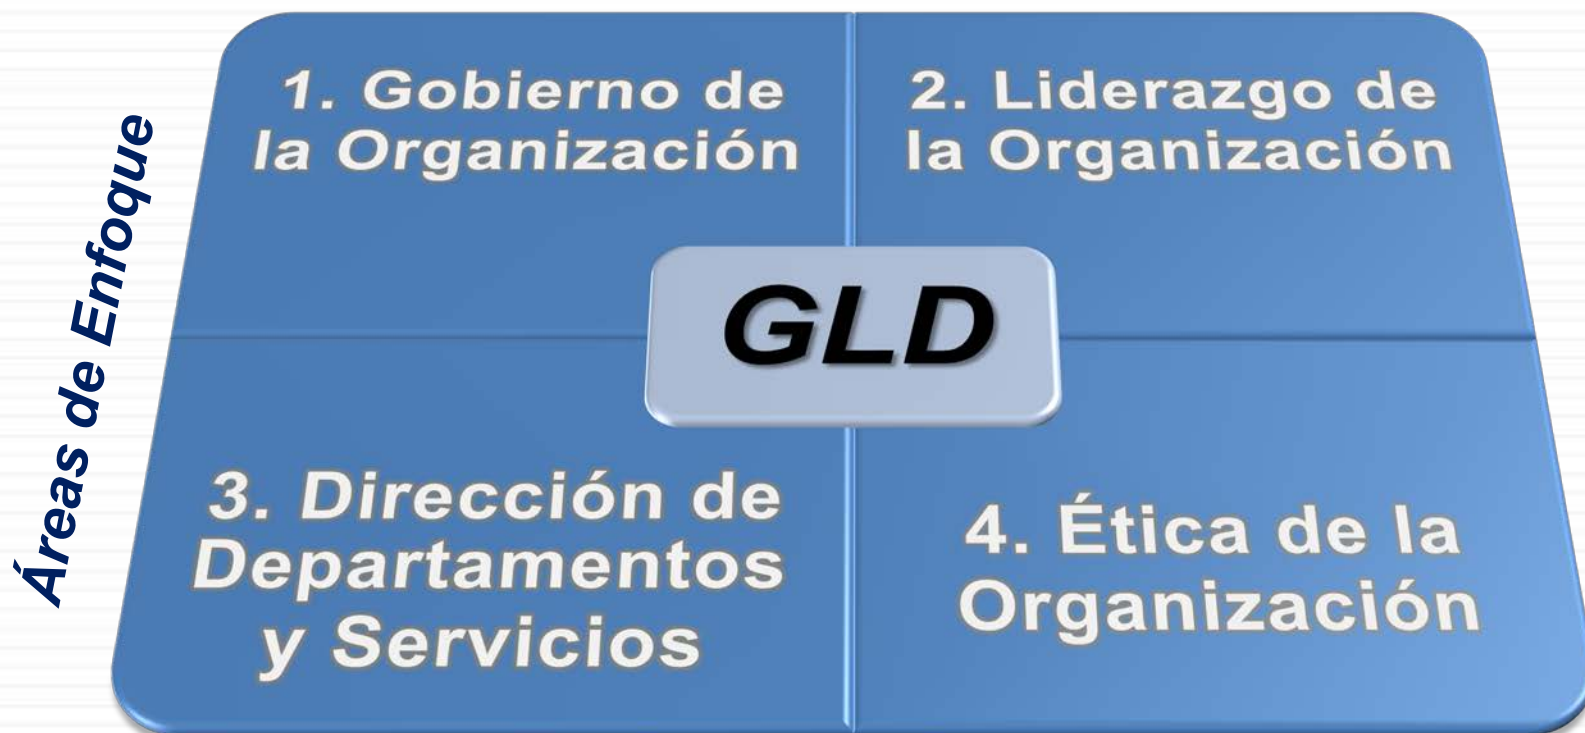 Áreas de Enfoque
1. Gobierno de
la Organización
2. Liderazgo de
la Organización
GLD
3. Dirección de
Departamentos
y Servicios
4. Ética de la
Organización